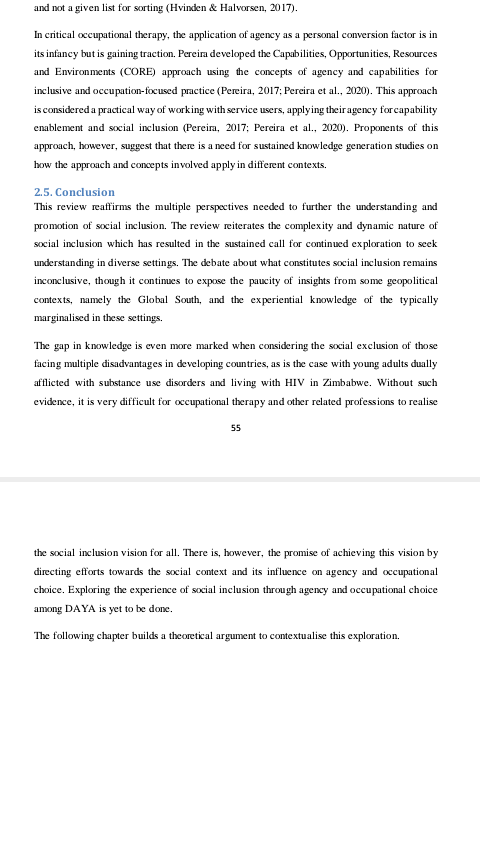 and not a given list for sorting (Hvinden & Halvorsen, 2017).
In critical occupational therapy, the application of agency as a personal conversion factor is in
its infancy but is gaining traction. Pereira developed the Capabilities, Opportunities, Resources
and Environments (CORE) approach using the concepts of agency and capabilities for
inclusive and occupation-focused practice (Pereira, 2017; Pereira et al., 2020). This approach
is considered a practical way of working with service users, applying their agency for capability
enablement and social inclusion (Pereira, 2017; Pereira et al., 2020). Proponents of this
approach, however, suggest that there is a need for sustained knowledge generation studies on
how the approach and concepts involved apply in different contexts.
2.5. Conclusion
This review reaffirms the multiple perspectives needed to further the understanding and
promotion of social inclusion. The review reiterates the complexity and dynamic nature of
social inclusion which has resulted in the sustained call for continued exploration to seek
understanding in diverse settings. The debate about what constitutes social inclusion remains
inconclusive, though it continues to expose the paucity of insights from some geopolitical
contexts, namely the Global South, and the experiential knowledge of the typically
marginalised in these settings.
The gap in knowledge is even more marked when considering the social exclusion of those
facing multiple disadvantages in developing countries, as is the case with young adults dually
afflicted with substance use disorders and living with HIV in Zimbabwe. Without such
evidence, it is very difficult for occupational therapy and other related professions to realise
55
the social inclusion vision for all. There is, however, the promise of achieving this vision by
directing efforts towards the social context and its influence on agency and occupational
choice. Exploring the experience of social inclusion through agency and occupational choice
among DAYA is yet to be done.
The following chapter builds a theoretical argument to contextualise this exploration.